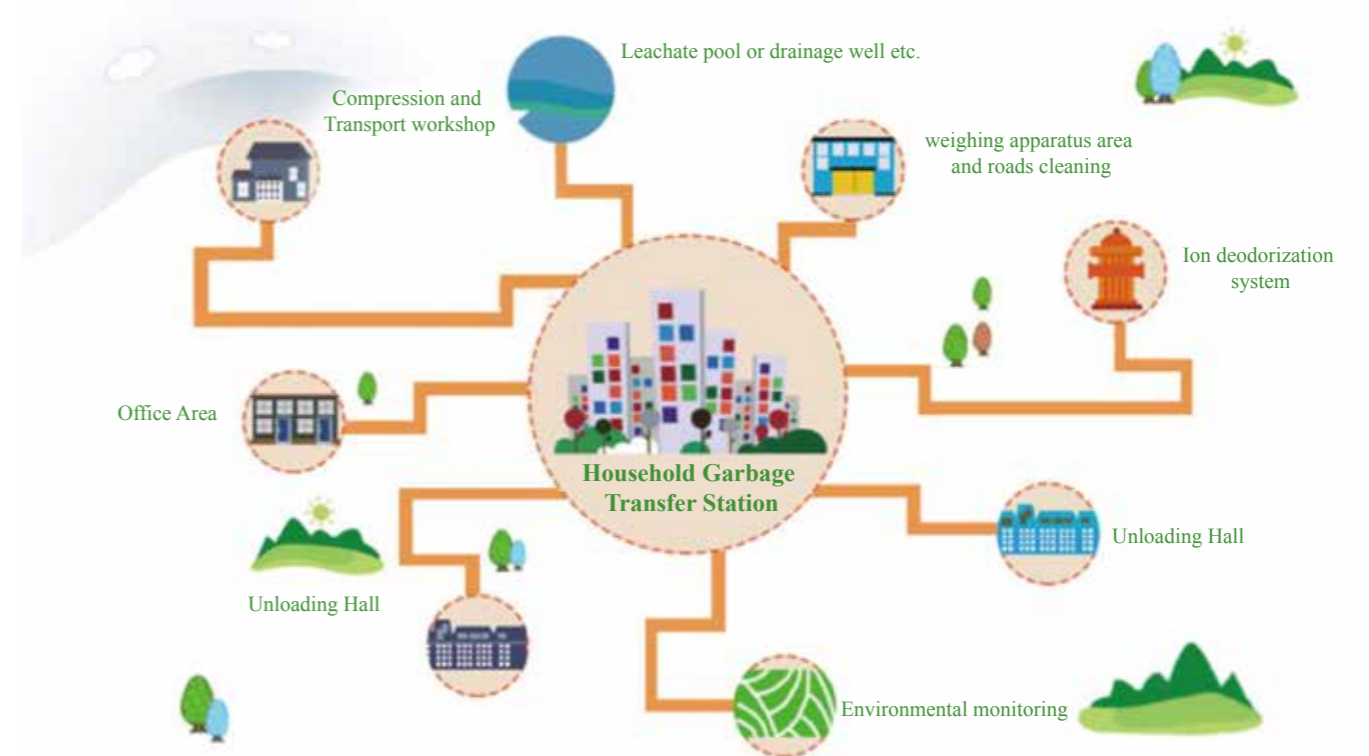 Leachate pool or drainage well etc.
Compression and
Transport workshop
weighing apparatus area
and roads cleaning
Ion deodorization
system
Office Area
Household Garbage
Transfer Station
Unloading Hall
Unloading Hall
Environmental monitoring